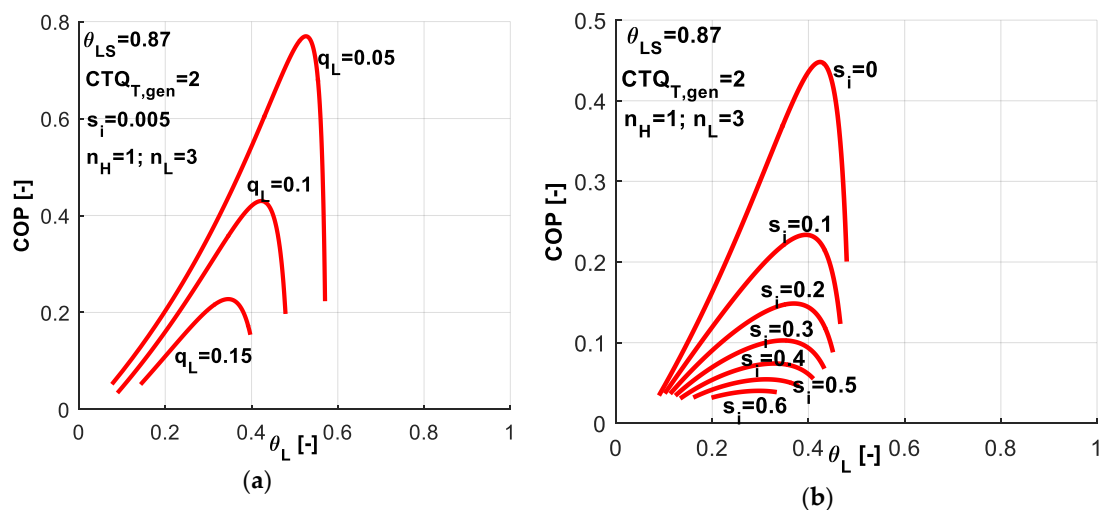 θLS=0.87
CTQT,gen=2
si=0.005
nH=1; nL=3
qL=0.05
qL=0.1
qL=0.15
0.8
0.6
0.4
0.2
0
COP [-]
0 0.2 0.4 0.6 0.8 1
θL [-]
(a)
θLS=0.87
CTQT,gen=2
nH=1; nL=3
si=0
si=0.1
si=0.2
si=0.3
si=0.4
si=0.5
si=0.6
0.5
0.4
0.3
0.2
0.1
0
COP [-]
0 0.2 0.4 0.6 0.8 1
θL [-]
(b)